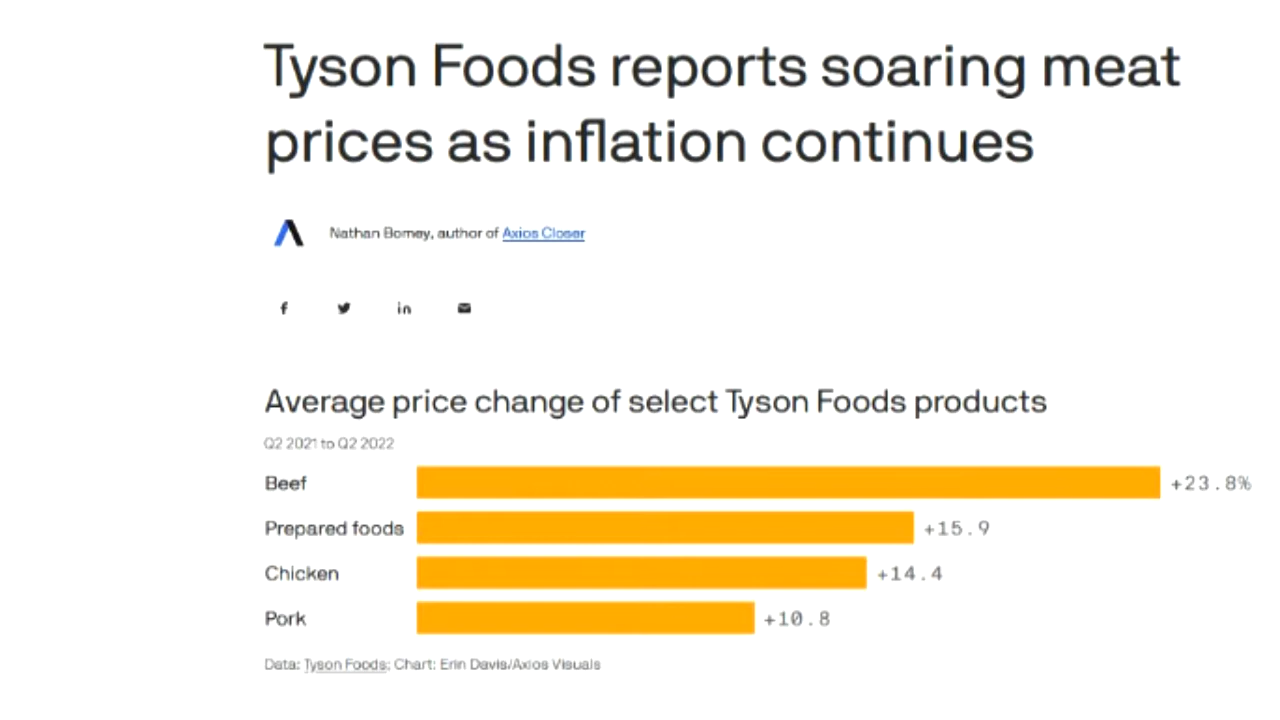 Tyson Foods reports soaring meat
prices as inflation continues
Nathan Bomey, author of Axios Closer
Average price change of select Tyson Foods products
Q2 2021 to Q2 2022
Beef +23.8%
Prepared foods +15.9
Chicken +14.4
Pork +10.8
Data: Tyson Foods; Chart: Erin Davis/Axios Visuals